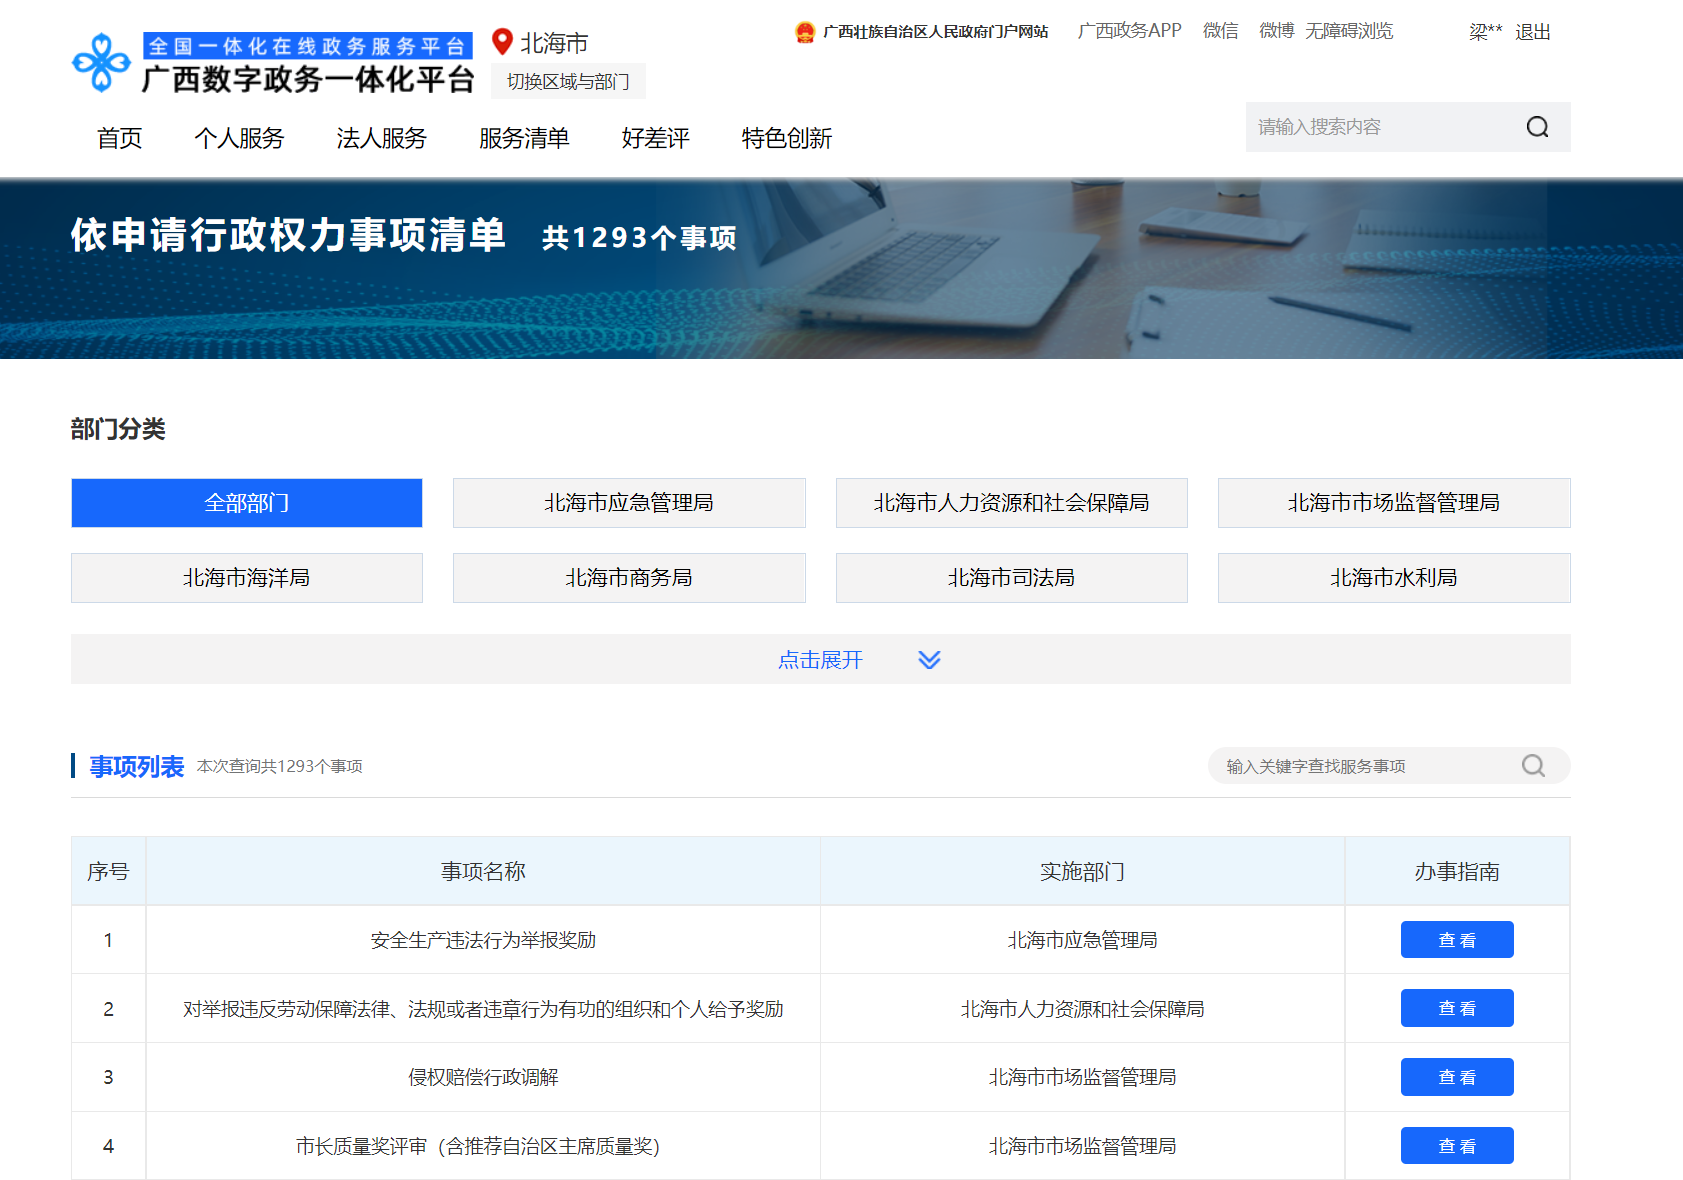 全国一体化在线政务服务平台
广西数字政务一体化平台
北海市
切换区域与部门
广西壮族自治区人民政府门户网站 广西政务APP 微信 微博 无障碍浏览 梁** 退出
首页 个人服务 法人服务 服务清单 好差评 特色创新
请输入搜索内容
依申请行政权力事项清单 共1293个事项
部门分类
全部部门 北海市应急管理局 北海市人力资源和社会保障局 北海市市场监督管理局
北海市海洋局 北海市商务局 北海市司法局 北海市水利局
点击展开
事项列表 本次查询共1293个事项 输入关键字查找服务事项
序号 事项名称 实施部门 办事指南
1 安全生产违法行为举报奖励 北海市应急管理局 查看
2 对举报违反劳动保障法律、法规或者违章行为有功的组织和个人给予奖励 北海市人力资源和社会保障局 查看
3 侵权赔偿行政调解 北海市市场监督管理局 查看
4 市长质量奖评审（含推荐自治区主席质量奖） 北海市市场监督管理局 查看